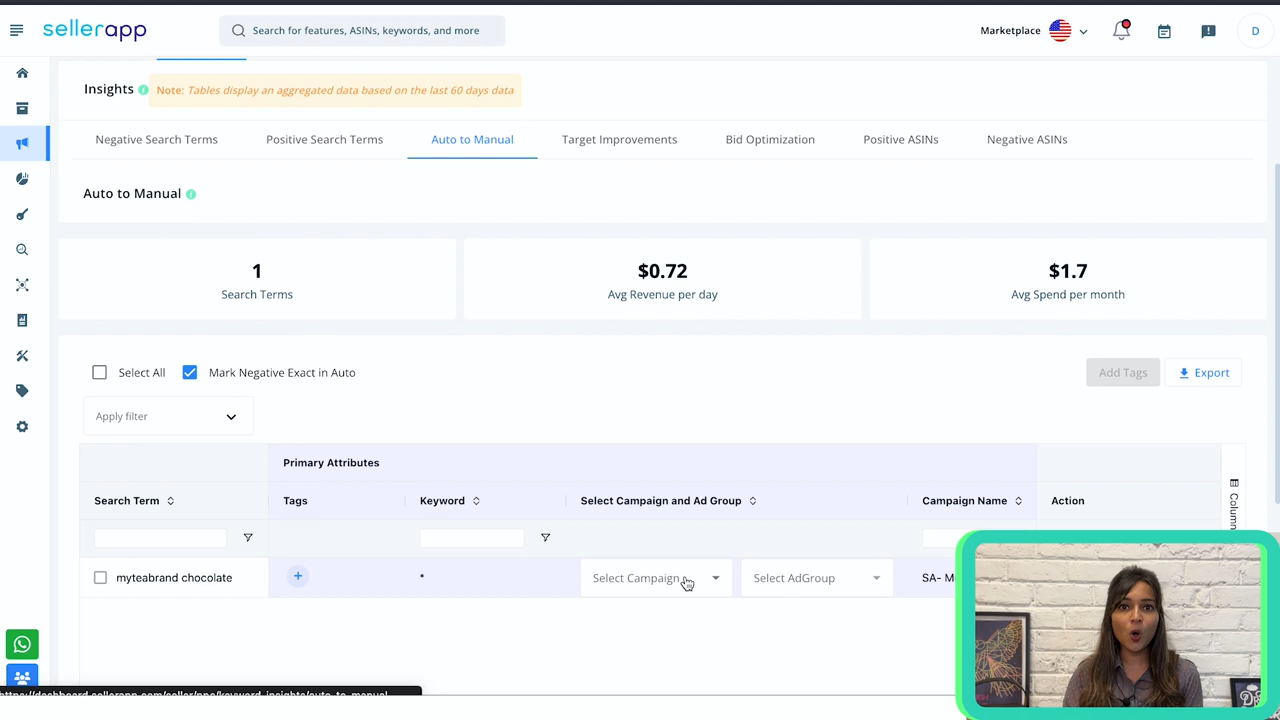 sellerapp
Search for features, ASINs, keywords, and more
Marketplace
D
Insights
Note: Tables display an aggregated data based on the last 60 days data
Negative Search Terms
Positive Search Terms
Auto to Manual
Target Improvements
Bid Optimization
Positive ASINs
Negative ASINs
Auto to Manual
1
Search Terms
$0.72
Avg Revenue per day
$1.7
Avg Spend per month
Select All
Mark Negative Exact in Auto
Add Tags
Export
Apply filter
Primary Attributes
Search Term
Tags
Keyword
Select Campaign and Ad Group
Campaign Name
Action
Column
myteabrand chocolate
+
*
Select Campaign
Select AdGroup
SA-